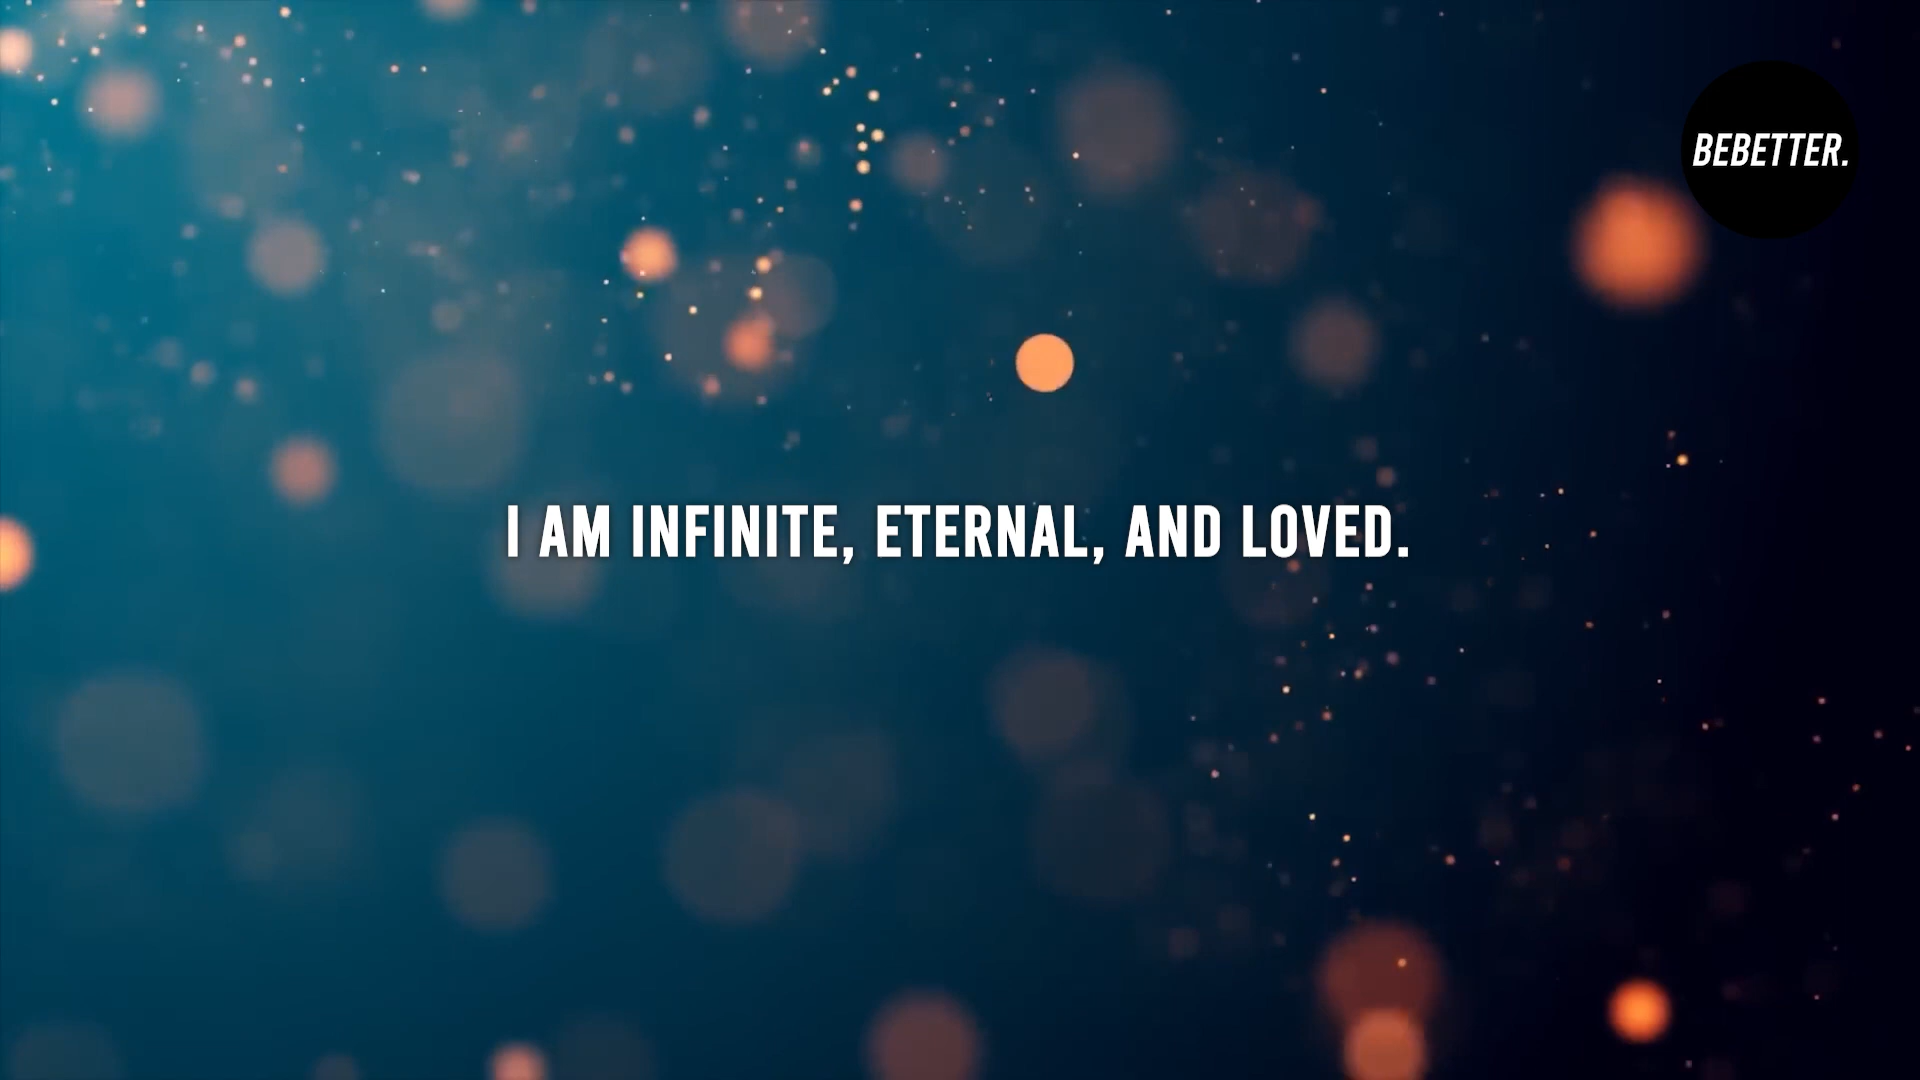 BEBETTER.
I AM INFINITE, ETERNAL, AND LOVED.